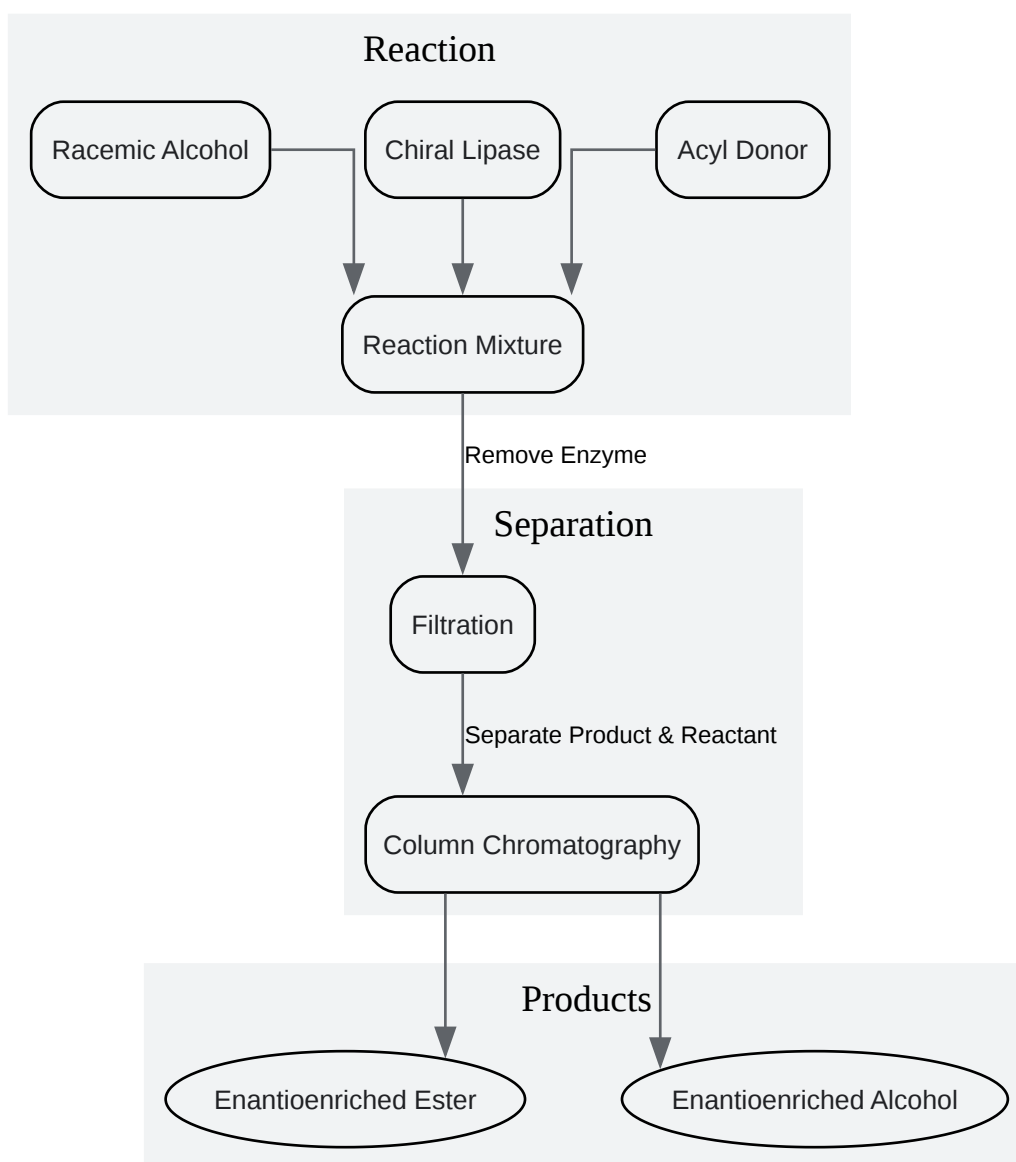 Reaction
Racemic Alcohol
Chiral Lipase
Acyl Donor
Reaction Mixture
Remove Enzyme
Separation
Filtration
Separate Product & Reactant
Column Chromatography
Products
Enantioenriched Ester
Enantioenriched Alcohol